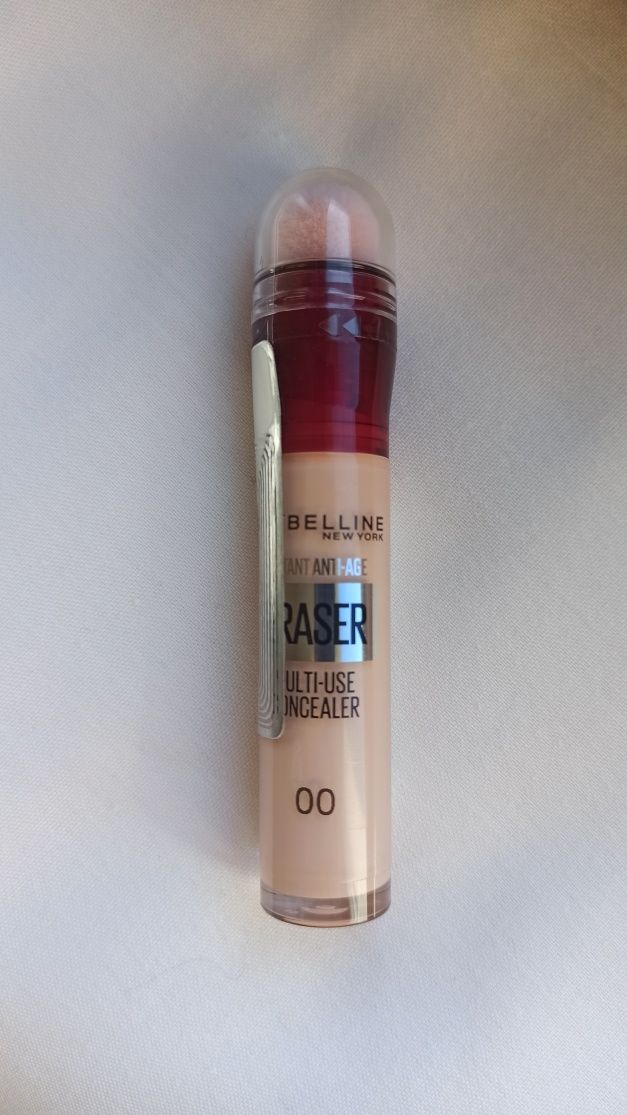 BELLINE
NEW YORK
TANT ANTI-AGE
RASER
ULTI-USE
ONCEALER
00